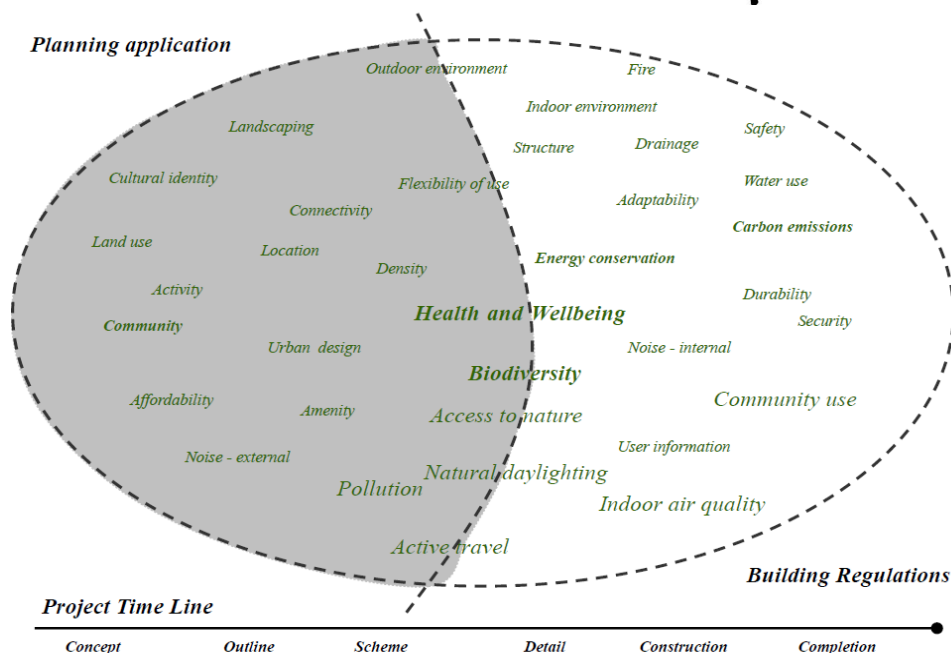 Planning application
Outdoor environment
Fire
Indoor environment
Landscaping
Safety
Structure
Drainage
Cultural identity
Flexibility of use
Water use
Connectivity
Adaptability
Carbon emissions
Land use
Location
Energy conservation
Density
Activity
Durability
Community
Health and Wellbeing
Security
Urban design
Noise - internal
Biodiversity
Affordability
Amenity
Access to nature
Community use
Noise - external
User information
Natural daylighting
Pollution
Indoor air quality
Active travel
Building Regulations
Project Time Line
Concept
Outline
Scheme
Detail
Construction
Completion